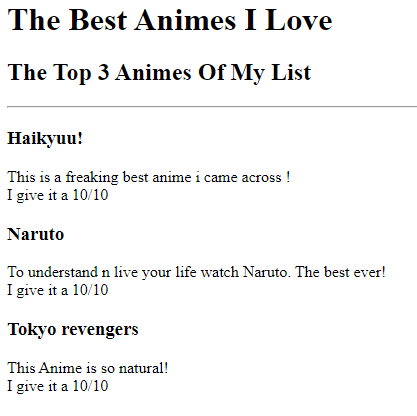 The Best Animes I Love
The Top 3 Animes Of My List
Haikyuu!
This is a freaking best anime i came across !
I give it a 10/10
Naruto
To understand n live your life watch Naruto. The best ever!
I give it a 10/10
Tokyo revengers
This Anime is so natural!
I give it a 10/10